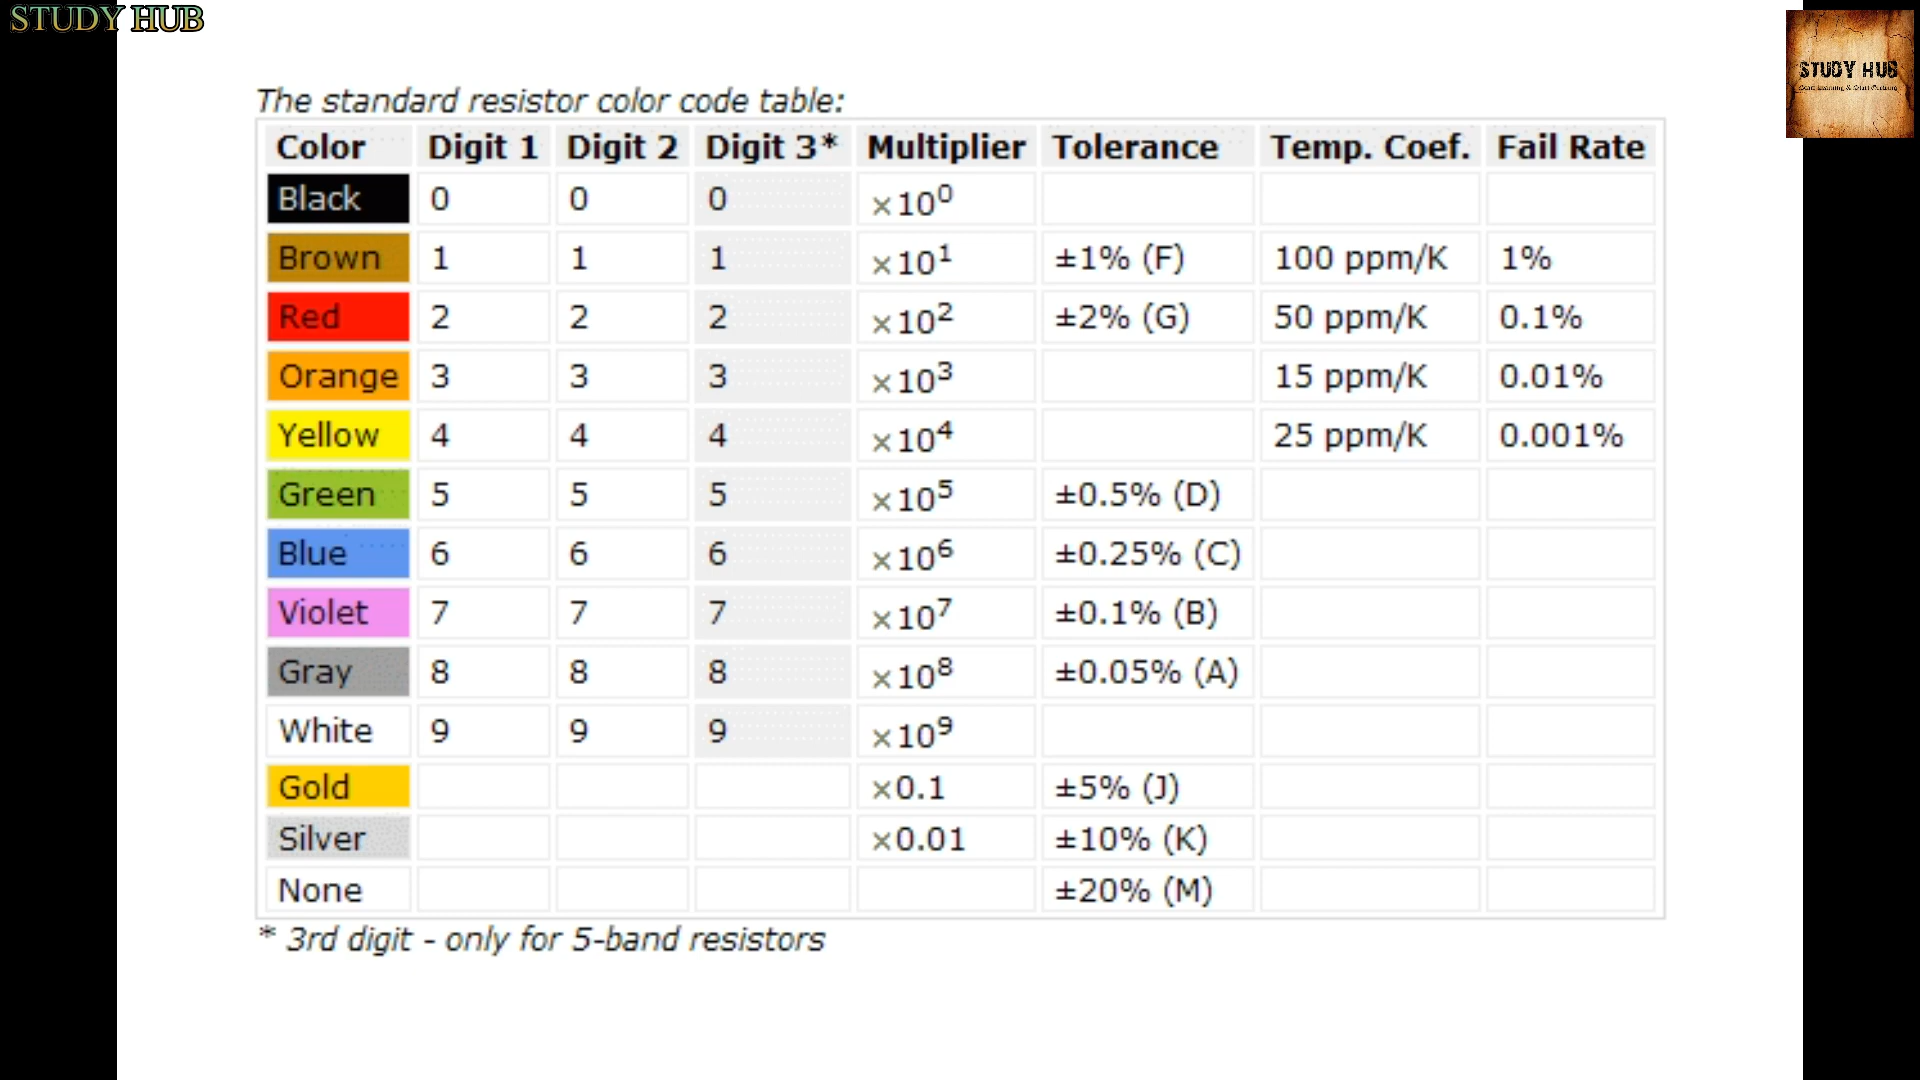 STUDY HUB
STUDY HUB
The standard resistor color code table:
Color Digit 1 Digit 2 Digit 3* Multiplier Tolerance Temp. Coef. Fail Rate
Black 0 0 0 ×10⁰
Brown 1 1 1 ×10¹ ±1% (F) 100 ppm/K 1%
Red 2 2 2 ×10² ±2% (G) 50 ppm/K 0.1%
Orange 3 3 3 ×10³ 15 ppm/K 0.01%
Yellow 4 4 4 ×10⁴ 25 ppm/K 0.001%
Green 5 5 5 ×10⁵ ±0.5% (D)
Blue 6 6 6 ×10⁶ ±0.25% (C)
Violet 7 7 7 ×10⁷ ±0.1% (B)
Gray 8 8 8 ×10⁸ ±0.05% (A)
White 9 9 9 ×10⁹
Gold ×0.1 ±5% (J)
Silver ×0.01 ±10% (K)
None ±20% (M)
* 3rd digit - only for 5-band resistors